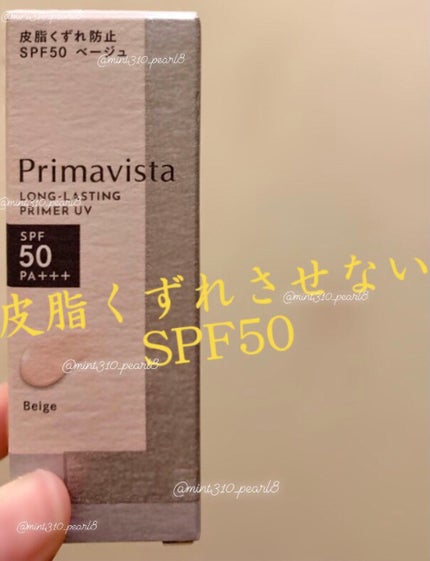 @mint310_pearl8
皮脂くずれ防止
SPF50 ベージュ
@mint310_pearl8
Primavista
LONG-LASTING
PRIMER UV
@mint310_pearl8
SPF
50
PA+++
皮脂くずれさせない
@mint310_pearl8
SPF50
@mint310_pearl8
Beige
@mint310_pearl8
@mint310_pearl8